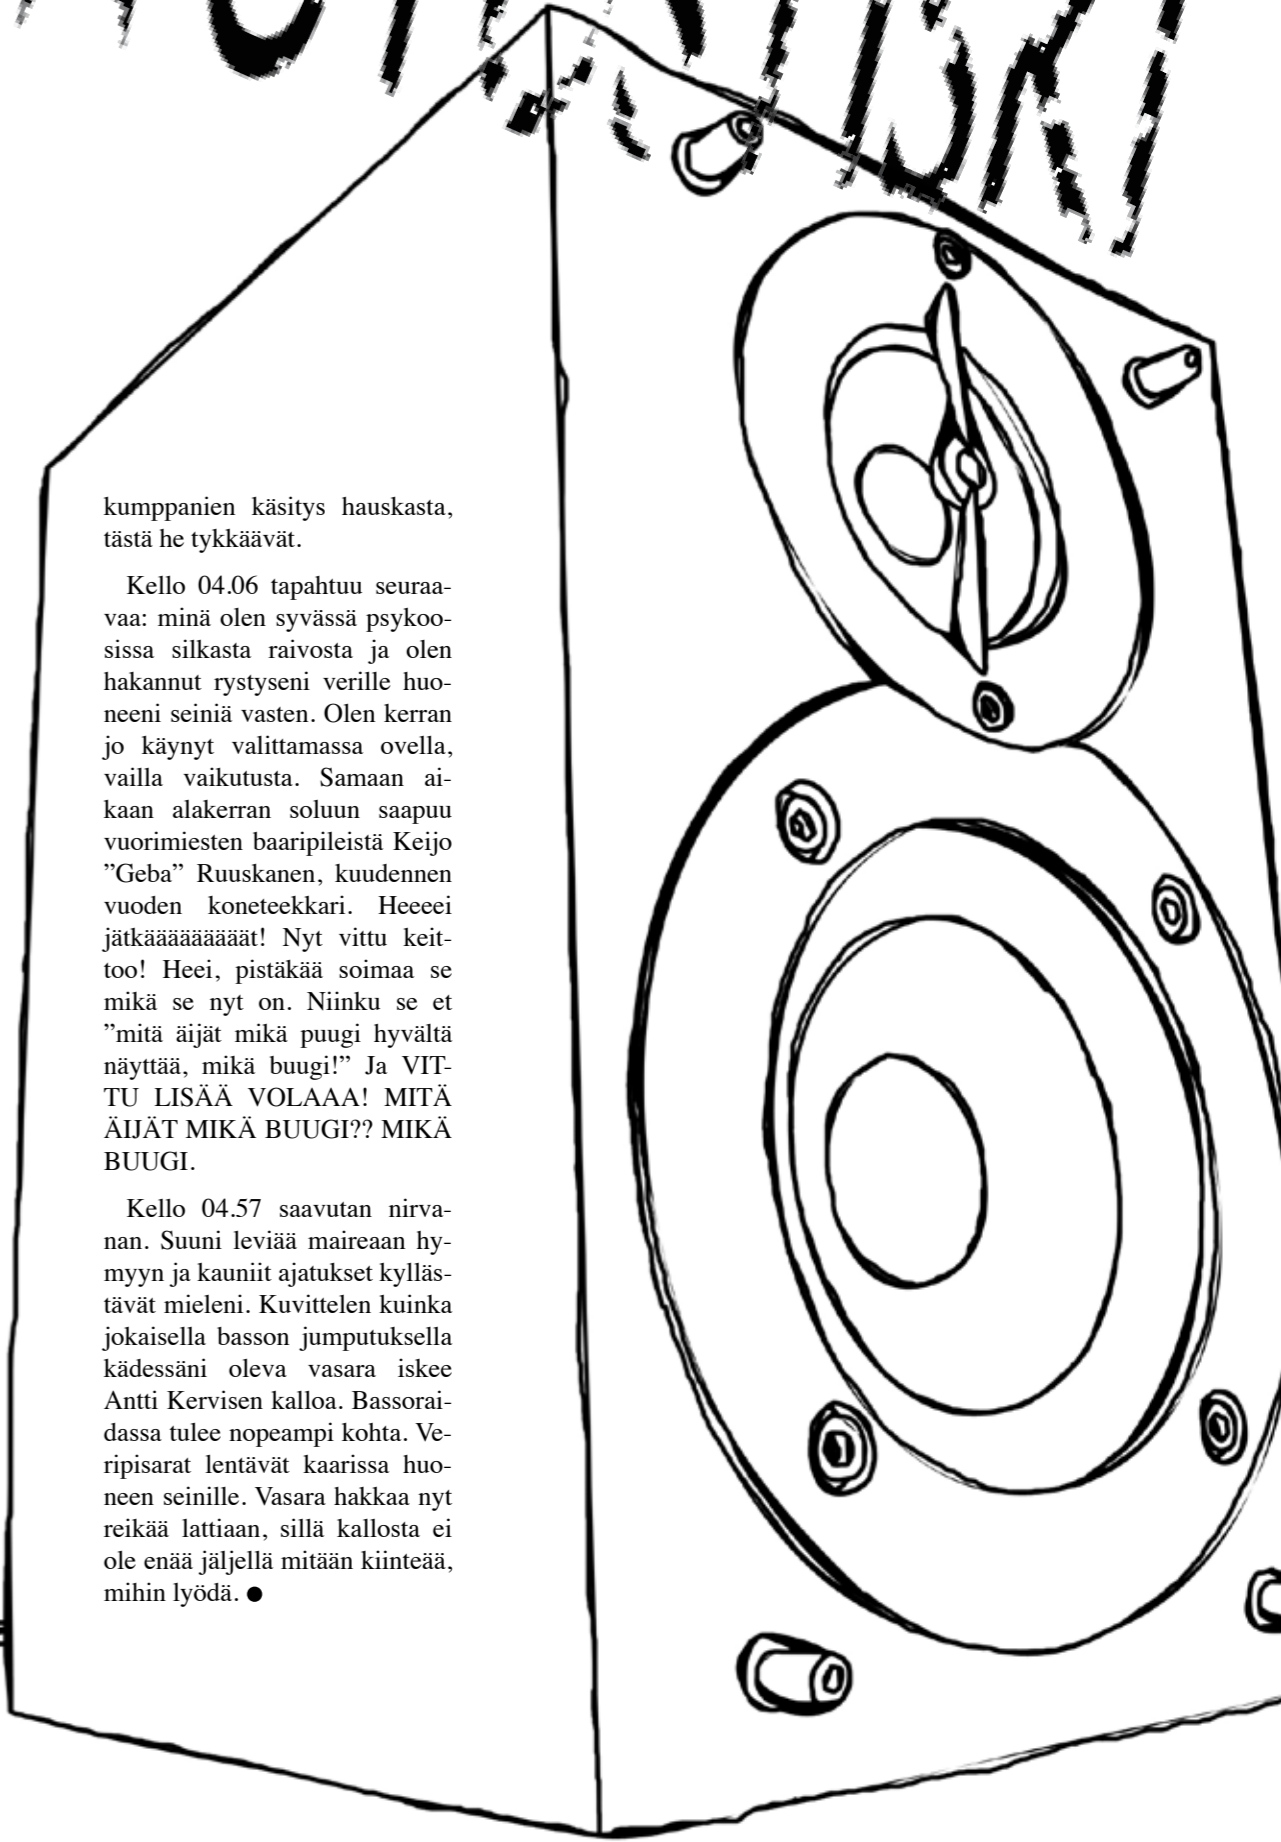 kumppanien käsitys hauskasta,
tästä he tykkäävät.
Kello 04.06 tapahtuu seuraa-
vaa: minä olen syvässä psykoo-
sissa silkasta raivosta ja olen
hakannut rystyseni verille huo-
neeni seiniä vasten. Olen kerran
jo käynyt valittamassa ovella,
vailla vaikutusta. Samaan ai-
kaan alakerran soluun saapuu
vuorimiesten baaripileistä Keijo
”Geba” Ruuskanen, kuudennen
vuoden koneteekkari. Heeeei
jätkäääääääät! Nyt vittu keit-
too! Heei, pistäkää soimaa se
mikä se nyt on. Niinku se et
”mitä äijät mikä puugi hyvältä
näyttää, mikä buugi!” Ja VIT-
TU LISÄÄ VOLAAA! MITÄ
ÄIJÄT MIKÄ BUUGI?? MIKÄ
BUUGI.
Kello 04.57 saavutan nirva-
nan. Suuni leviää maireaan hy-
myyn ja kauniit ajatukset kylläs-
tävät mieleni. Kuvittelen kuinka
jokaisella basson jumputuksella
kädessäni oleva vasara iskee
Antti Kervisen kalloa. Bassorai-
dassa tulee nopeampi kohta. Ve-
ripisarat lentävät kaarissa huo-
neen seinille. Vasara hakkaa nyt
reikää lattiaan, sillä kallosta ei
ole enää jäljellä mitään kiinteää,
mihin lyödä. ●